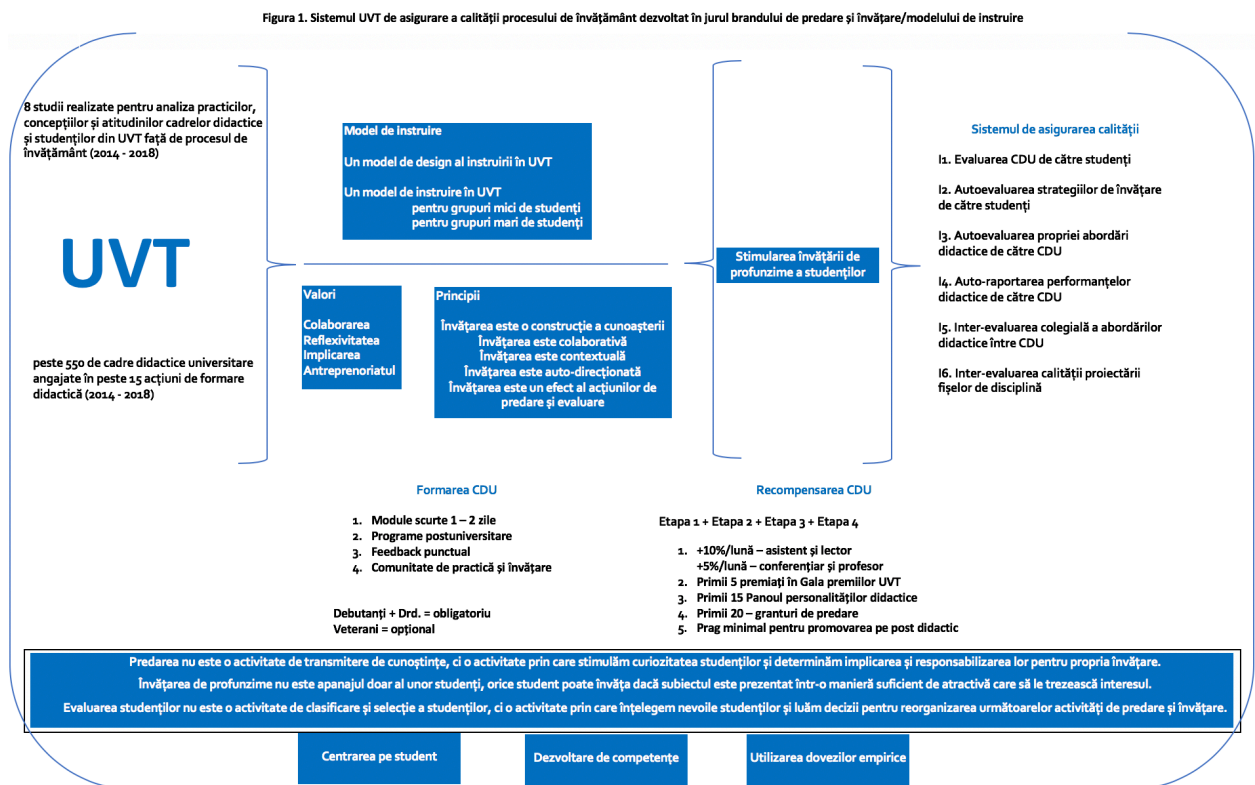 Figura 1. Sistemul UVT de asigurare a calității procesului de învățământ dezvoltat în jurul brandului de predare și învățare/modelului de instruire
8 studii realizate pentru analiza practicilor,
concepțiilor și atitudinilor cadrelor didactice
și studenților din UVT față de procesul de
învățământ (2014 - 2018)
UVT
peste 550 de cadre didactice universitare
angajate în peste 15 acțiuni de formare
didactică (2014 - 2018)
Model de instruire
Un model de design al instruirii în UVT
Un model de instruire în UVT
pentru grupuri mici de studenți
pentru grupuri mari de studenți
Valori
Colaborarea
Reflexivitatea
Implicarea
Antreprenoriatul
Principii
Învățarea este o construcție a cunoașterii
Învățarea este colaborativă
Învățarea este contextuală
Învățarea este auto-direcționată
Învățarea este un efect al acțiunilor de
predare și evaluare
Stimularea învățării de
profunzime a studenților
Sistemul de asigurarea calității
I1. Evaluarea CDU de către studenți
I2. Autoevaluarea strategiilor de învățare
de către studenți
I3. Autoevaluarea propriei abordări
didactice de către CDU
I4. Auto-raportarea performanțelor
didactice de către CDU
I5. Inter-evaluarea colegială a abordărilor
didactice între CDU
I6. Inter-evaluarea calității proiectării
fișelor de disciplină
Formarea CDU
1. Module scurte 1 – 2 zile
2. Programe postuniversitare
3. Feedback punctual
4. Comunitate de practică și învățare
Debutanți + Drd. = obligatoriu
Veterani = opțional
Recompensarea CDU
Etapa 1 + Etapa 2 + Etapa 3 + Etapa 4
1. +10%/lună – asistent și lector
+5%/lună – conferențiar și profesor
2. Primii 5 premiați în Gala premiilor UVT
3. Primii 15 Panoul personalităților didactice
4. Primii 20 – granturi de predare
5. Prag minimal pentru promovarea pe post didactic
Predarea nu este o activitate de transmitere de cunoștințe, ci o activitate prin care stimulăm curiozitatea studenților și determinăm implicarea și responsabilizarea lor pentru propria învățare.
Învățarea de profunzime nu este apanajul doar al unor studenți, orice student poate învăța dacă subiectul este prezentat într-o manieră suficient de atractivă care să le trezească interesul.
Evaluarea studenților nu este o activitate de clasificare și selecție a studenților, ci o activitate prin care înțelegem nevoile studenților și luăm decizii pentru reorganizarea următoarelor activități de predare și învățare.
Centrarea pe student
Dezvoltare de competențe
Utilizarea dovezilor empirice